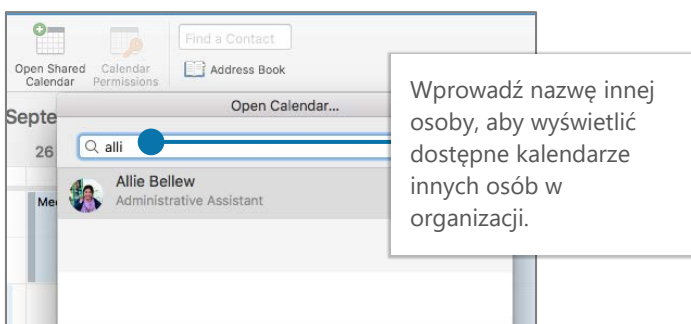 Find a Contact
Open Shared Calendar
Calendar Permissions
Address Book
Septe
Open Calendar...
26
alli
Allie Bellew
Administrative Assistant
Wprowadź nazwę innej
osoby, aby wyświetlić
dostępne kalendarze
innych osób w
organizacji.